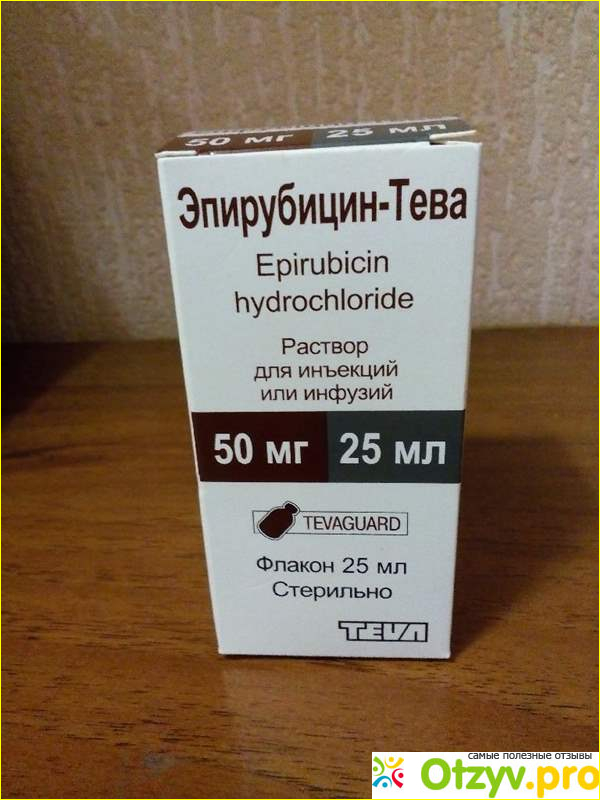 50 мг 25 мл
Эпирубицин-Тева
Epirubicin
hydrochloride
Раствор
для инъекций
или инфузий
50 мг 25 мл
TEVAGUARD
Флакон 25 мл
Стерильно
TEVA
самые полезные отзывы
Otzyv.pro